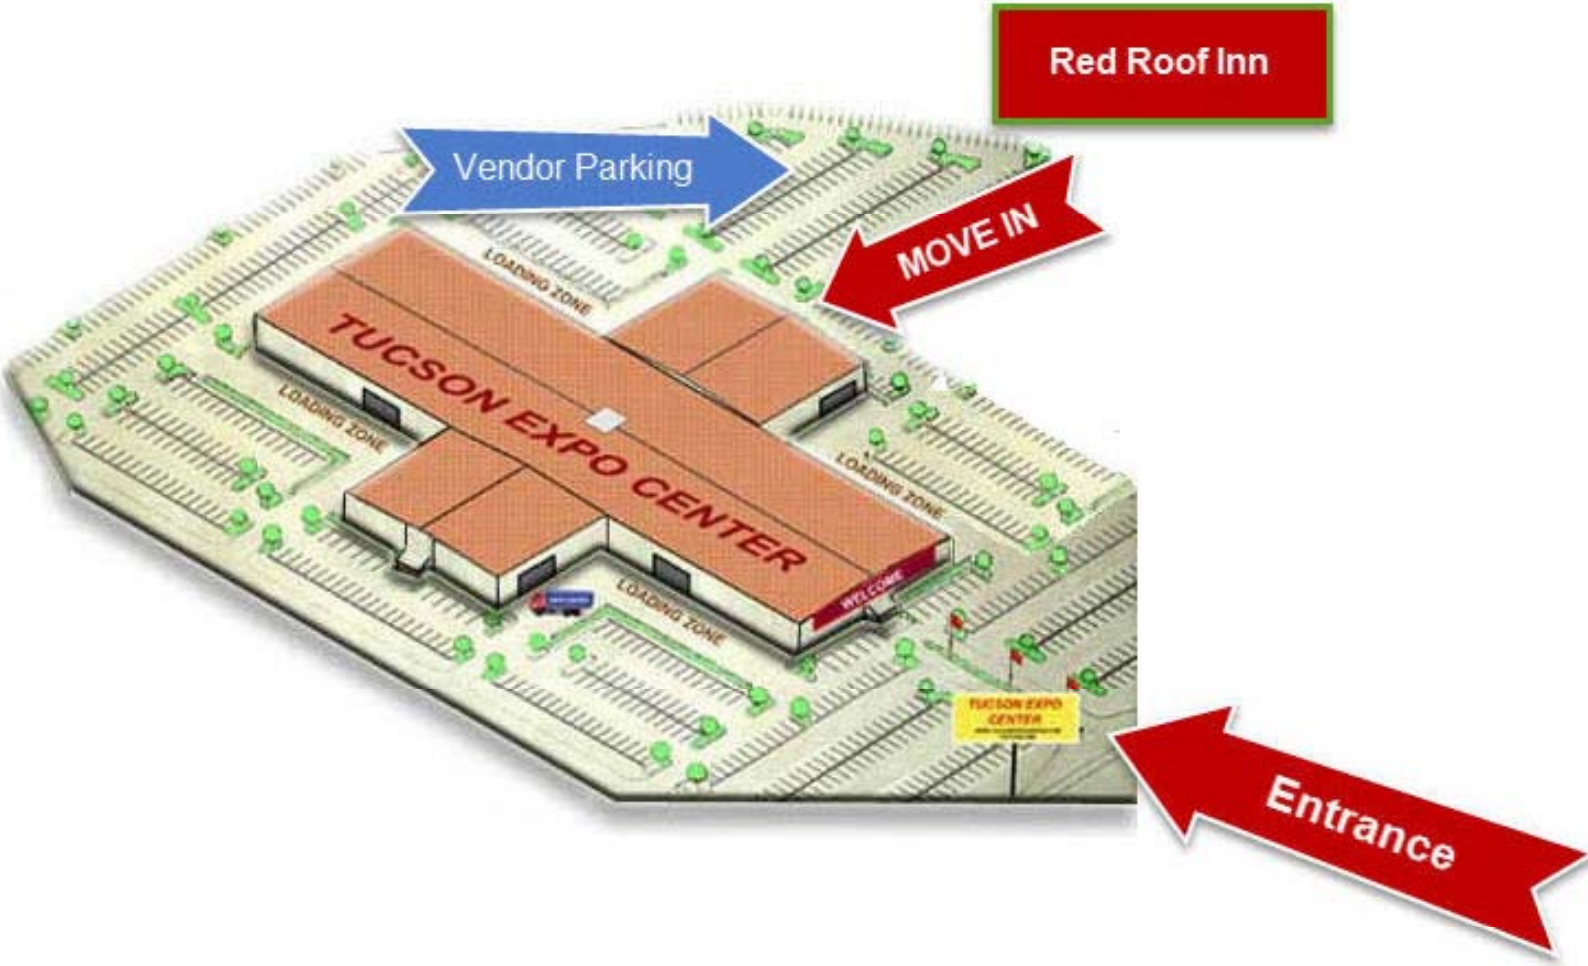 Red Roof Inn
Vendor Parking
MOVE IN
LOADING ZONE
TUCSON EXPO CENTER
LOADING ZONE
LOADING ZONE
WELCOME
LOADING ZONE
TUCSON EXPO
CENTER
Entrance